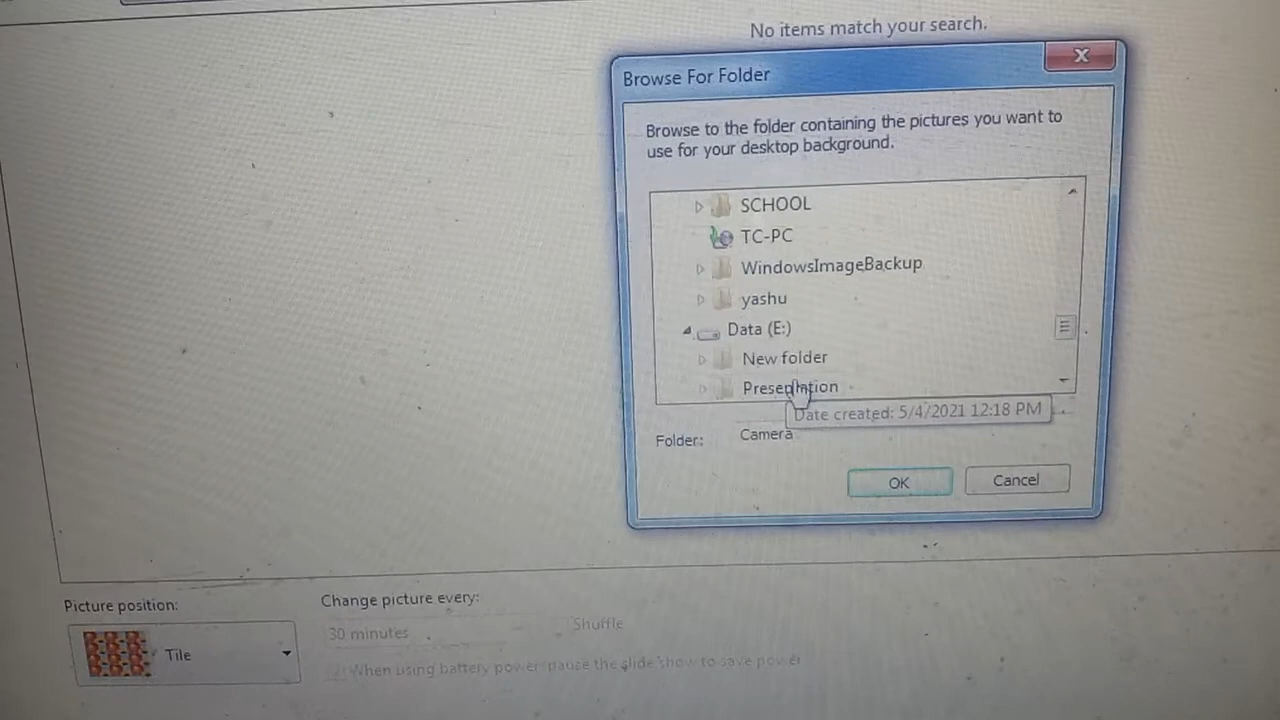 No items match your search.
Browse For Folder
Browse to the folder containing the pictures you want to
use for your desktop background.
SCHOOL
TC-PC
WindowsImageBackup
yashu
Data (E:)
New folder
Presentation
Date created: 5/4/2021 12:18 PM
Folder:
Camera
OK
Cancel
Picture position:
Tile
Change picture every:
30 minutes
Shuffle
When using battery power, pause the slide show to save power